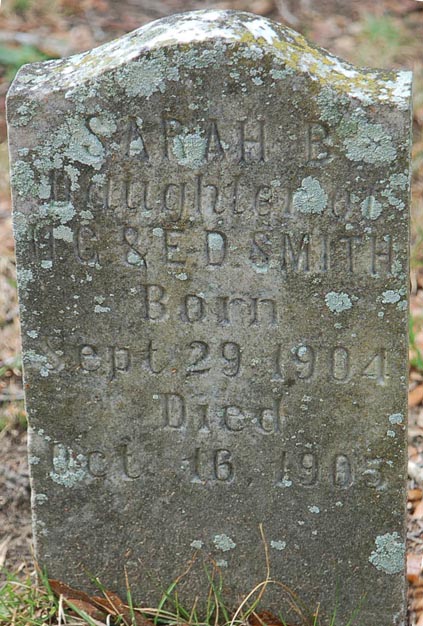 SARAH B
Daughter of
H.G. & E.D. SMITH
Born
Sept. 29, 1904
Died
Oct. 16, 1905